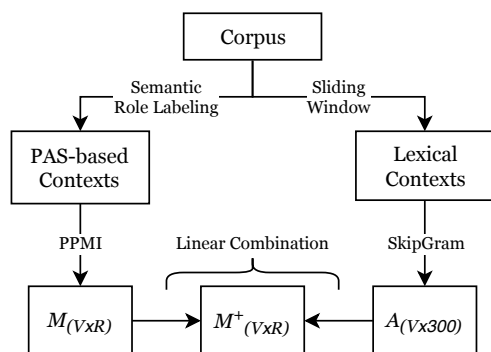 Corpus
Semantic
Role Labeling
Sliding
Window
PAS-based
Contexts
Lexical
Contexts
PPMI
Linear Combination
SkipGram
M(VxR)
M+(VxR)
A(Vx300)